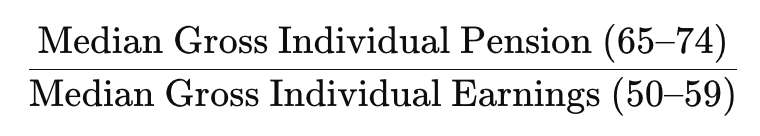 Median Gross Individual Pension (65–74)
Median Gross Individual Earnings (50–59)